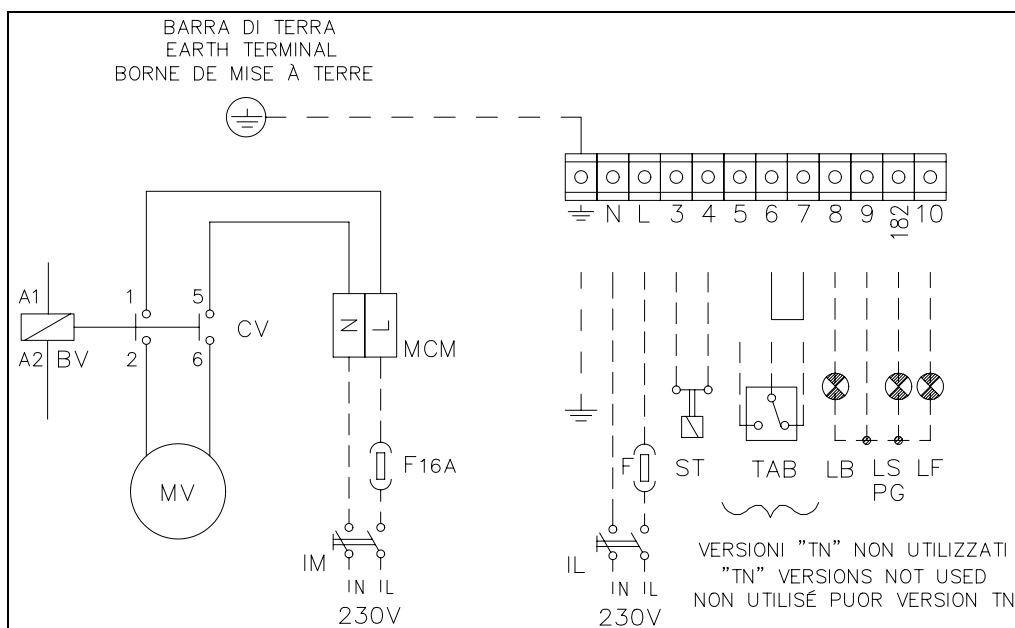 BARRA DI TERRA
EARTH TERMINAL
BORNE DE MISE À TERRE
N L 3 4 5 6 7 8 9 182 10
A1 1 5
A2 BV 2 6 CV
N L MCM
MV
F16A
IM
IN IL
230V
F ST TAB LB LS LF
PG
IL
IN IL
230V
VERSIONI "TN" NON UTILIZZATI
"TN" VERSIONS NOT USED
NON UTILISÉ PUOR VERSION TN